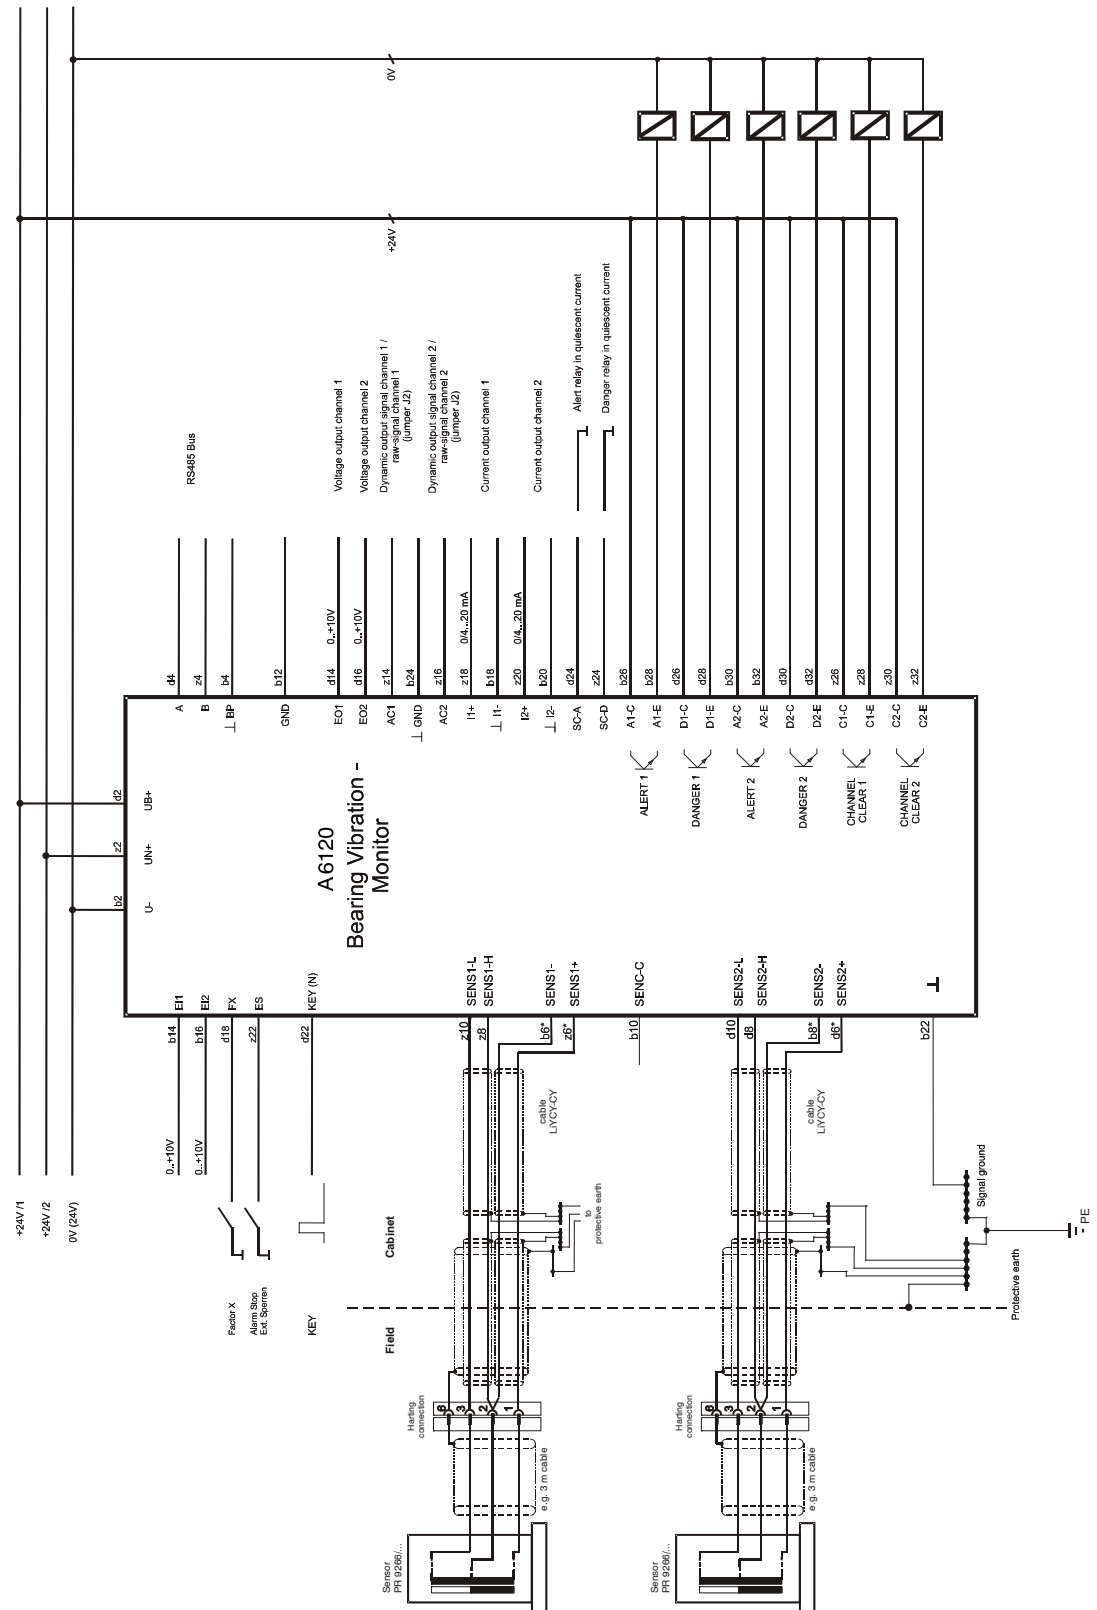 +24V /1
+24V /2
0V (24V)
0V
+24V
RS485 Bus
Voltage output channel 1
Voltage output channel 2
Dynamic output signal channel 1 /
raw-signal channel 1
(jumper J2)
Dynamic output signal channel 2 /
raw-signal channel 2
(jumper J2)
Current output channel 1
Current output channel 2
Alert relay in quiescent current
Danger relay in quiescent current
0..+10V
0..+10V
0/4...20 mA
0/4...20 mA
d4
z4
b4
b12
d14
d16
z14
b24
z16
z18
b18
z20
b20
d24
z24
b26
b28
d26
d28
b30
b32
d30
d32
z26
z28
z30
z32
A
B
BP
GND
EO1
EO2
AC1
GND
AC2
I1+
I1-
I2+
I2-
SC-A
SC-D
A1-C
A1-E
D1-C
D1-E
A2-C
A2-E
D2-C
D2-E
C1-C
C1-E
C2-C
C2-E
ALERT 1
DANGER 1
ALERT 2
DANGER 2
CHANNEL
CLEAR 1
CHANNEL
CLEAR 2
d2
UB+
z2
UN+
b2
U-
A6120
Bearing Vibration -
Monitor
EI1
EI2
FX
ES
KEY (N)
SENS1-L
SENS1-H
SENS1-
SENS1+
SENC-C
SENS2-L
SENS2-H
SENS2-
SENS2+
b14
b16
d18
z22
d22
z10
z8
b6*
z6*
b10
d10
d8
b8*
d6*
b22
0..+10V
0..+10V
Factor X
Alarm Stop
Ext. Sperren
KEY
Cabinet
Field
cable
LiYCY-CY
cable
LiYCY-CY
to
protective earth
Signal ground
PE
Protective earth
Harting
connection
6
3
2
1
Harting
connection
6
3
2
1
e.g. 3 m cable
e.g. 3 m cable
Sensor
PR 9266/...
Sensor
PR 9266/...